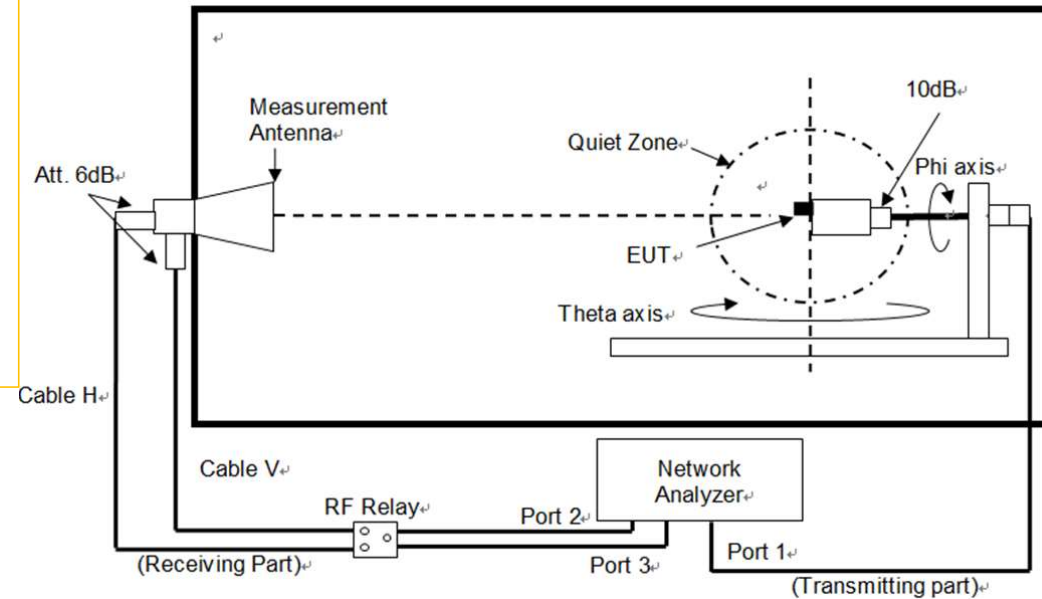 Measurement
Antenna
Att. 6dB
Quiet Zone
10dB
Phi axis
EUT
Theta axis
Cable H
Cable V
RF Relay
Network
Analyzer
Port 2
Port 3
Port 1
(Receiving Part)
(Transmitting part)